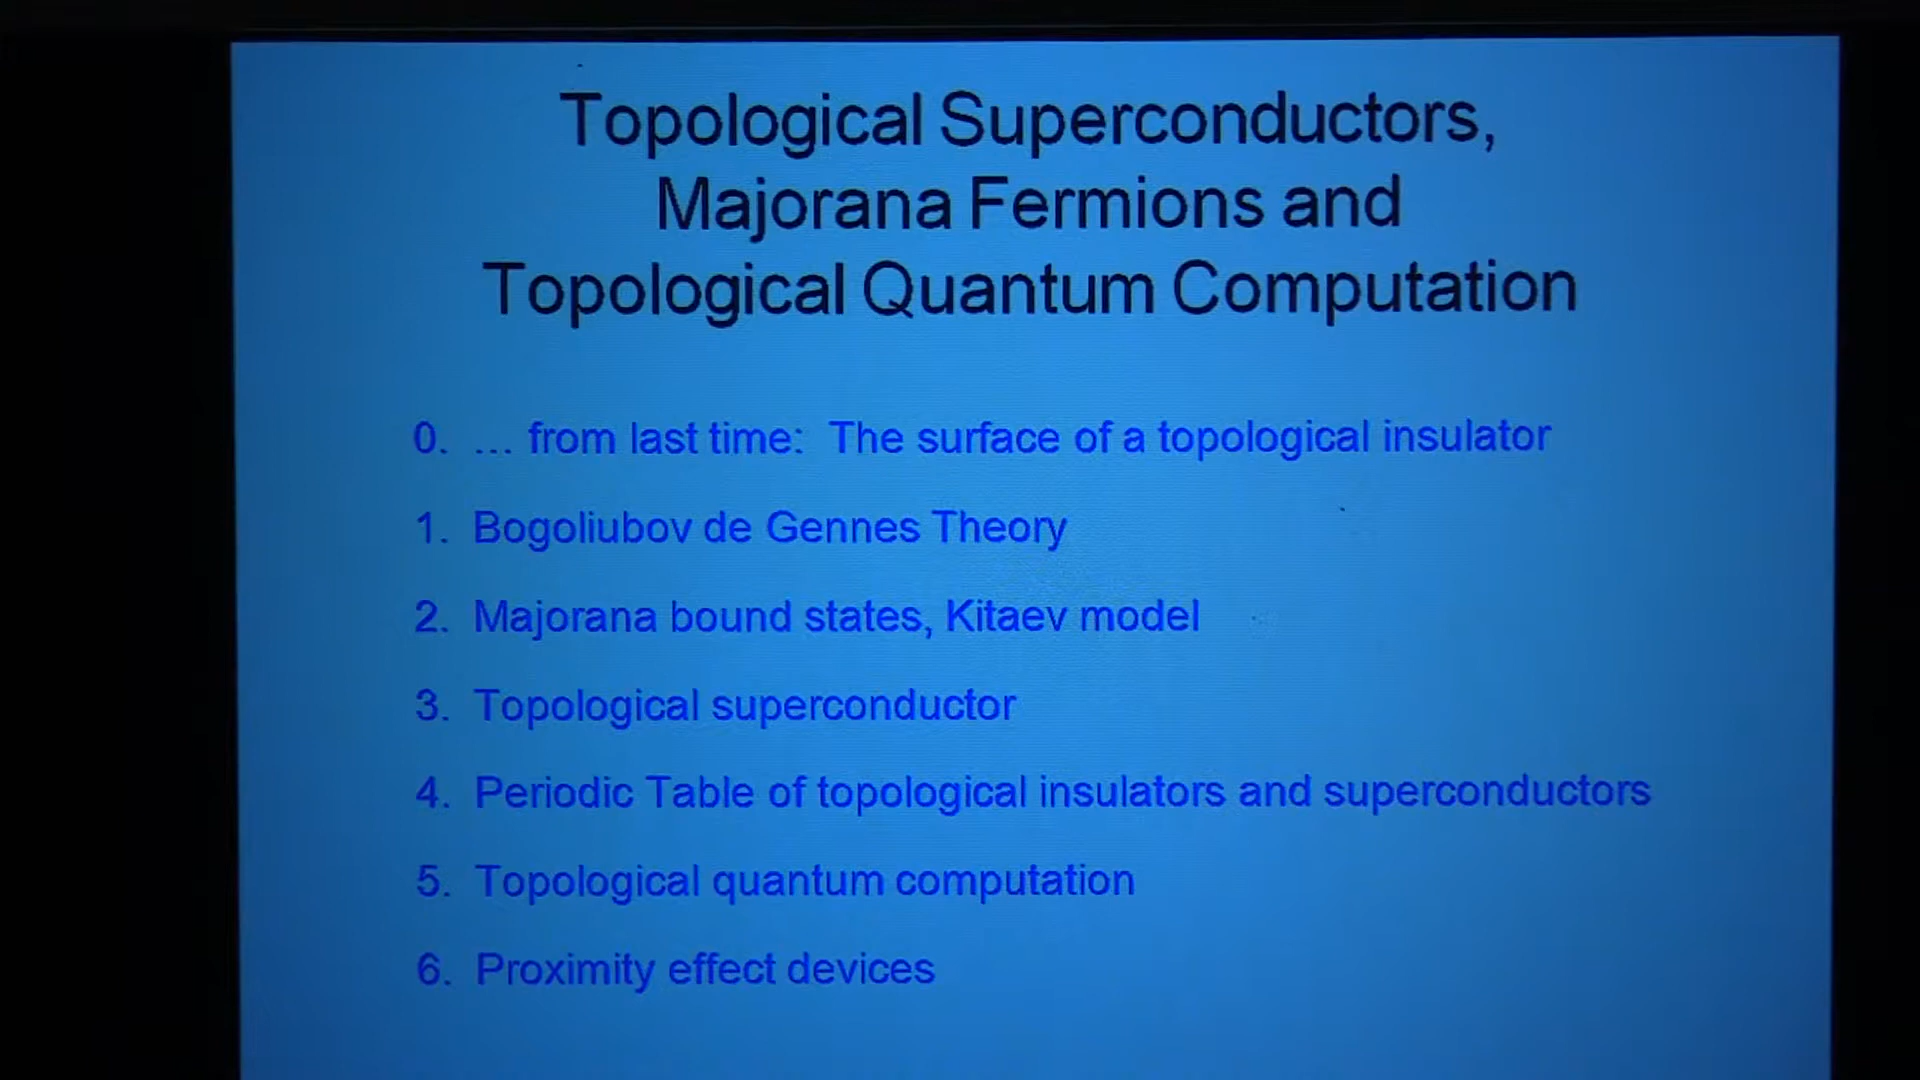 Topological Superconductors,
Majorana Fermions and
Topological Quantum Computation
0. ... from last time: The surface of a topological insulator
1. Bogoliubov de Gennes Theory
2. Majorana bound states, Kitaev model
3. Topological superconductor
4. Periodic Table of topological insulators and superconductors
5. Topological quantum computation
6. Proximity effect devices